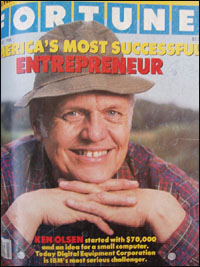 FORTUNE
AMERICA'S MOST SUCCESSFUL
ENTREPRENEUR
KEN OLSEN started with $70,000
and an idea for a small computer.
Today Digital Equipment Corporation
is IBM's most serious challenger.